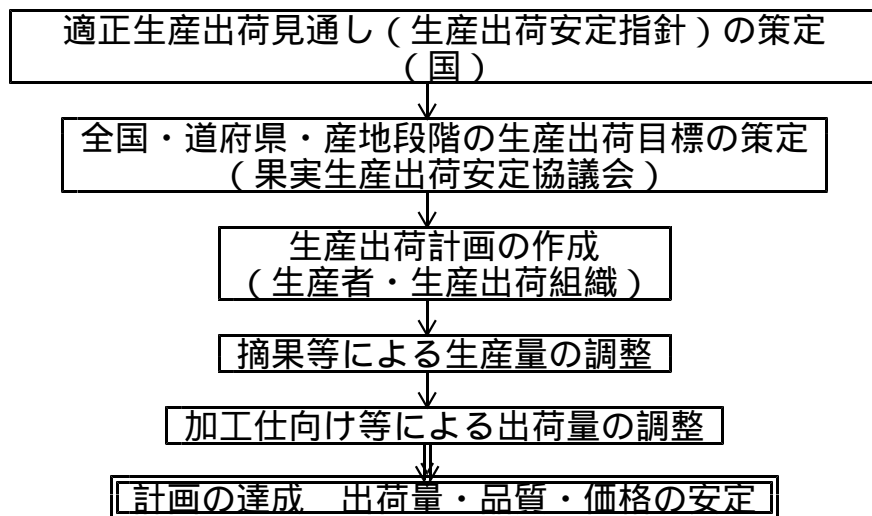 適正生産出荷見通し（生産出荷安定指針）の策定
（国）
全国・道府県・産地段階の生産出荷目標の策定
（果実生産出荷安定協議会）
生産出荷計画の作成
（生産者・生産出荷組織）
摘果等による生産量の調整
加工仕向け等による出荷量の調整
計画の達成　出荷量・品質・価格の安定